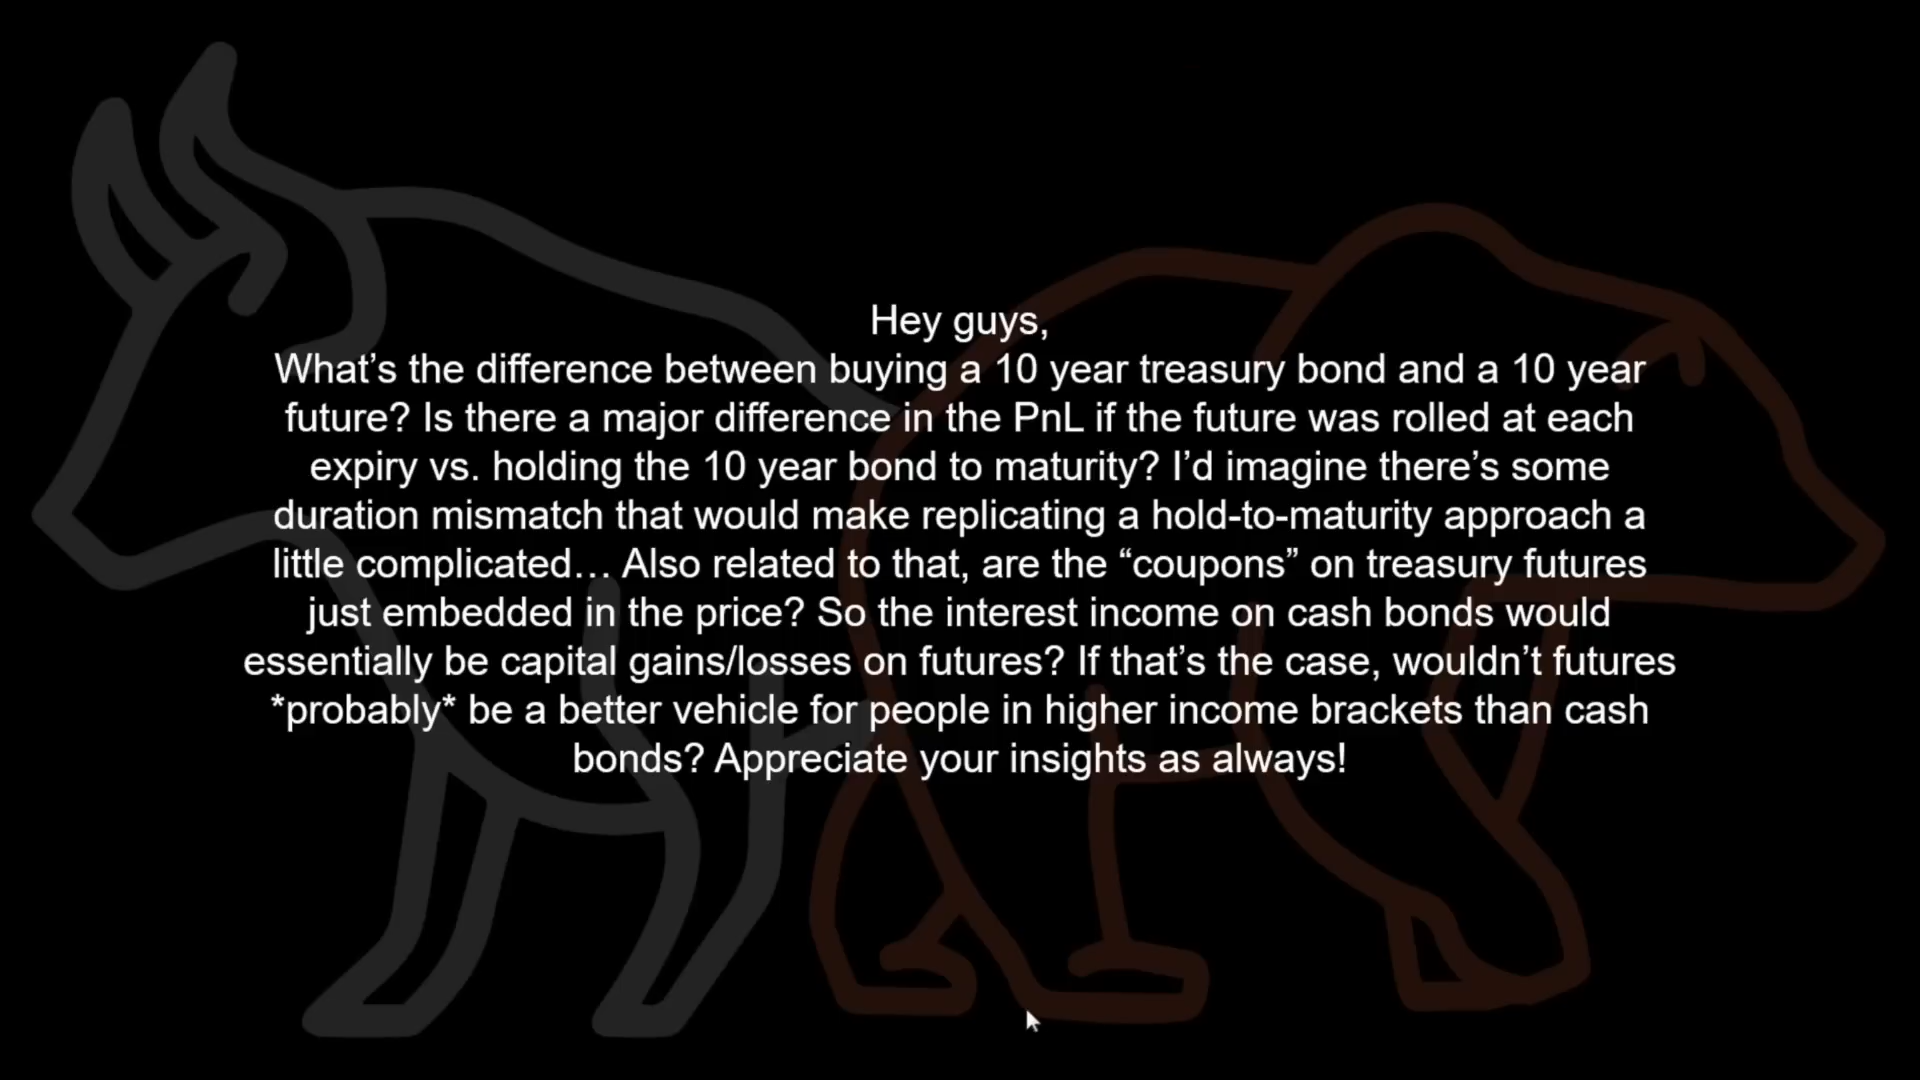 Hey guys,
What’s the difference between buying a 10 year treasury bond and a 10 year
future? Is there a major difference in the PnL if the future was rolled at each
expiry vs. holding the 10 year bond to maturity? I’d imagine there’s some
duration mismatch that would make replicating a hold-to-maturity approach a
little complicated… Also related to that, are the “coupons” on treasury futures
just embedded in the price? So the interest income on cash bonds would
essentially be capital gains/losses on futures? If that’s the case, wouldn’t futures
*probably* be a better vehicle for people in higher income brackets than cash
bonds? Appreciate your insights as always!